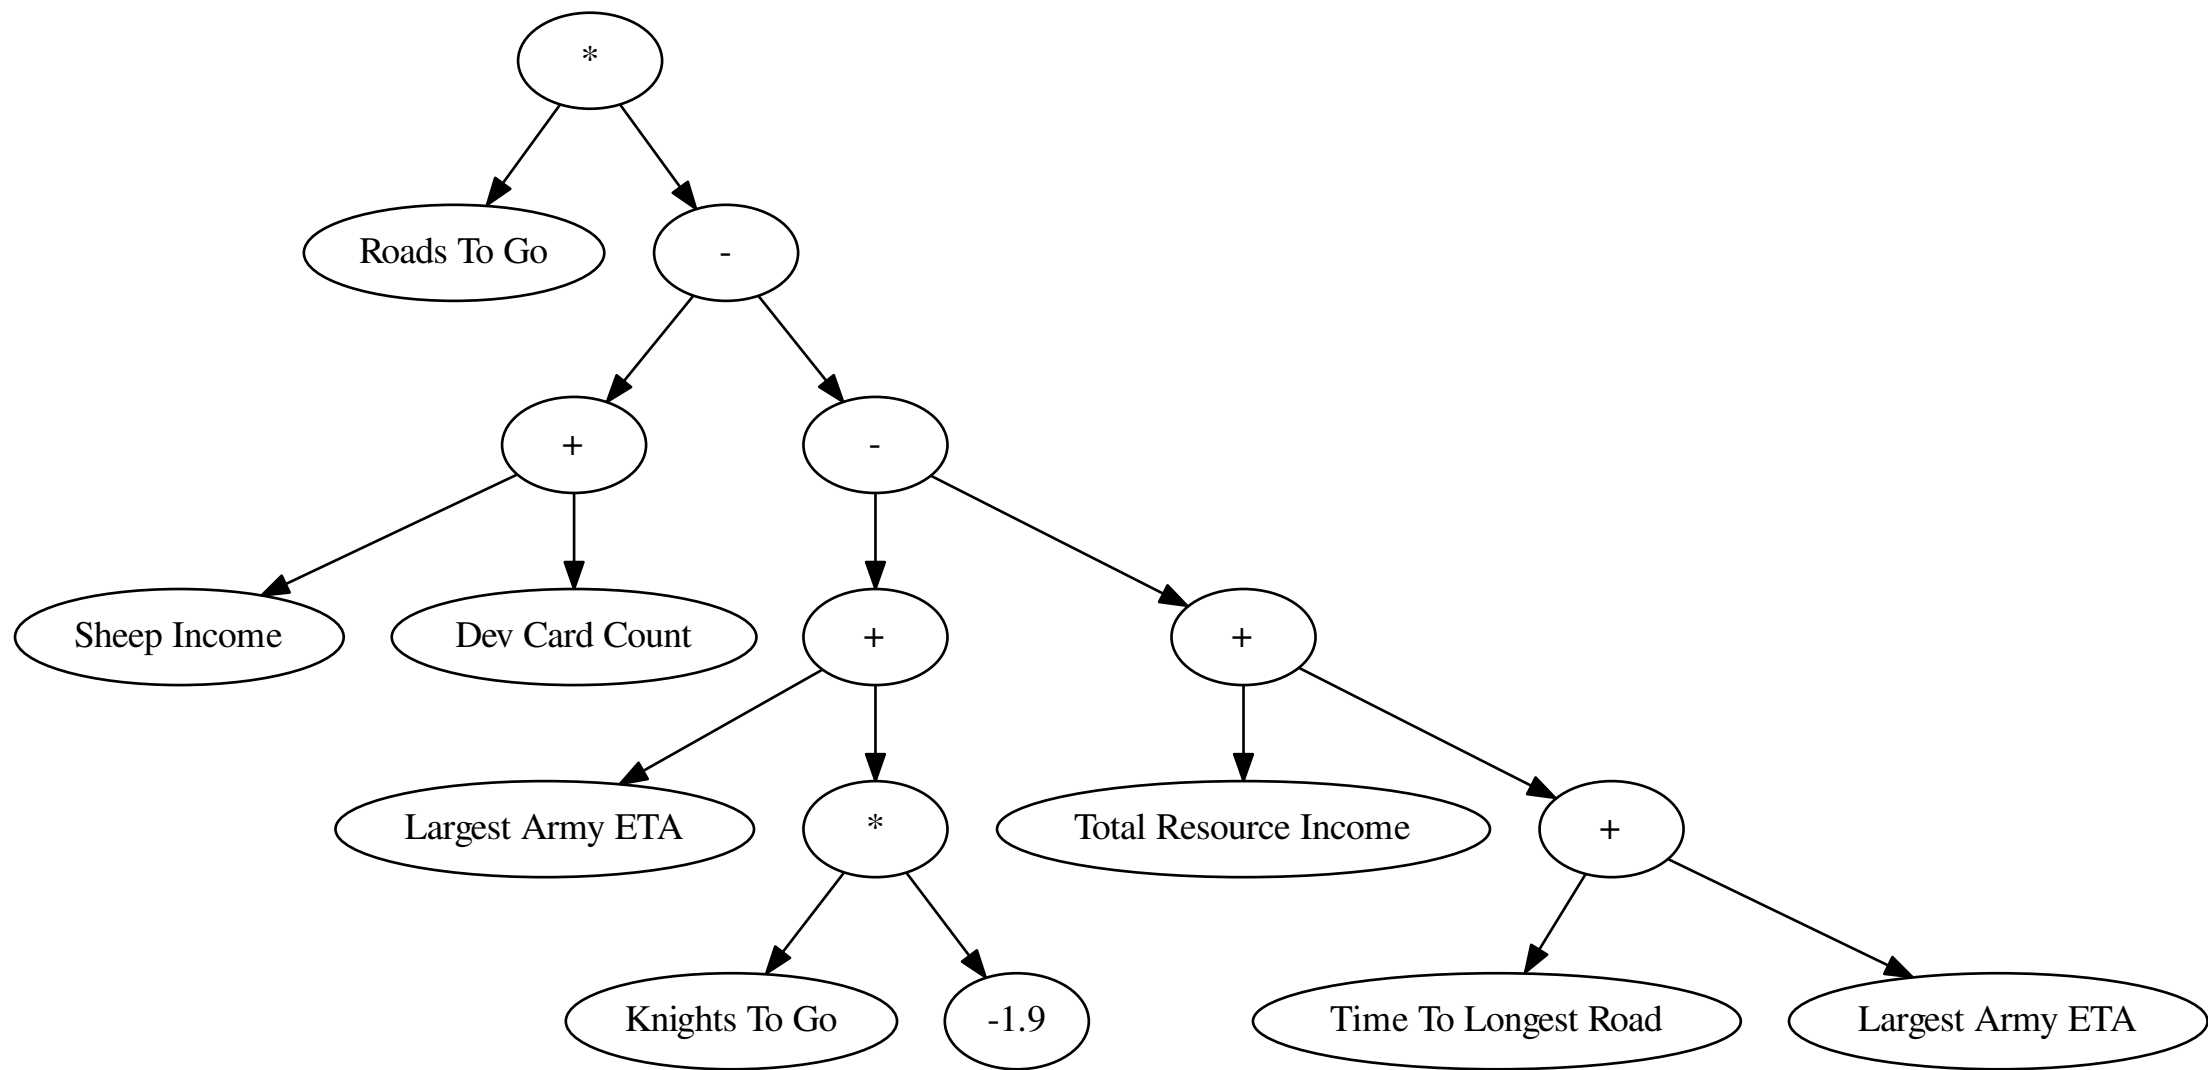 *
Roads To Go
-
+
-
Sheep Income
Dev Card Count
+
+
Largest Army ETA
*
Total Resource Income
+
Knights To Go
-1.9
Time To Longest Road
Largest Army ETA